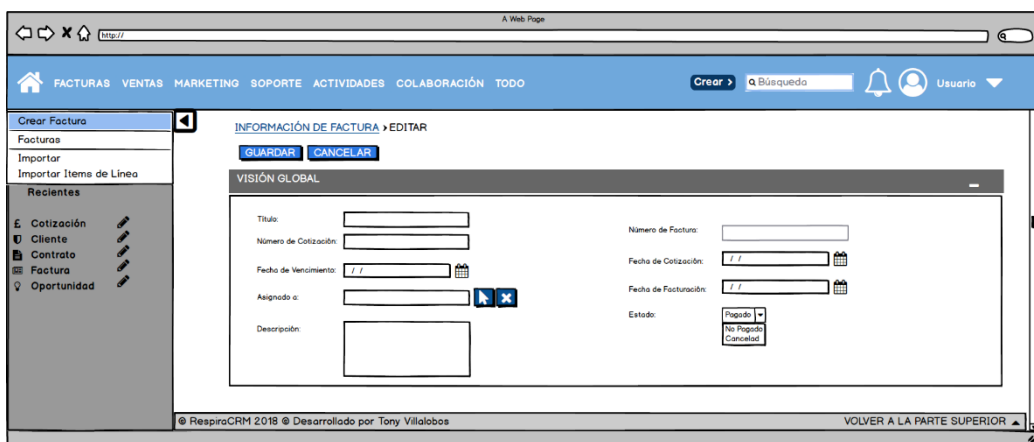 A Web Page
http://
FACTURAS VENTAS MARKETING SOPORTE ACTIVIDADES COLABORACIÓN TODO
Crear > Búsqueda Usuario
Crear Factura
Facturas
Importar
Importar Items de Línea
Recientes
£ Cotización
Cliente
Contrato
Factura
Oportunidad
INFORMACIÓN DE FACTURA > EDITAR
GUARDAR CANCELAR
VISIÓN GLOBAL
Título:
Número de Cotización:
Fecha de Vencimiento: / /
Asignado a:
Descripción:
Número de Factura:
Fecha de Cotización: / /
Fecha de Facturación: / /
Estado: Pagado
No Pagado
Cancelad
© RespiraCRM 2018 © Desarrollado por Tony Villalobos
VOLVER A LA PARTE SUPERIOR